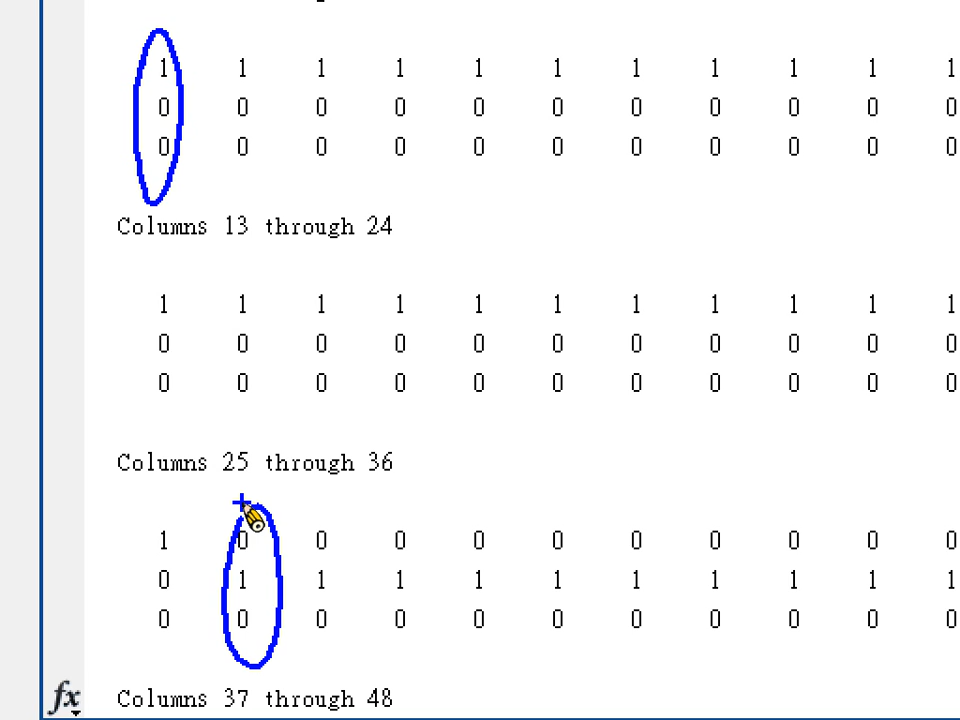 1 1 1 1 1 1 1 1 1 1 1
0 0 0 0 0 0 0 0 0 0 0
0 0 0 0 0 0 0 0 0 0 0
Columns 13 through 24
1 1 1 1 1 1 1 1 1 1 1
0 0 0 0 0 0 0 0 0 0 0
0 0 0 0 0 0 0 0 0 0 0
Columns 25 through 36
1 0 0 0 0 0 0 0 0 0 0
0 1 1 1 1 1 1 1 1 1 1
0 0 0 0 0 0 0 0 0 0 0
fx Columns 37 through 48